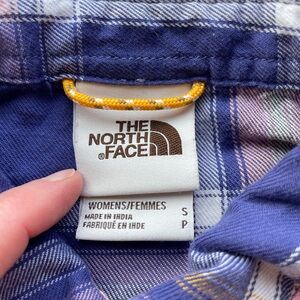 THE
NORTH
®FACE
WOMENS/FEMMES S
MADE IN INDIA
FABRIQUÉ EN INDE P